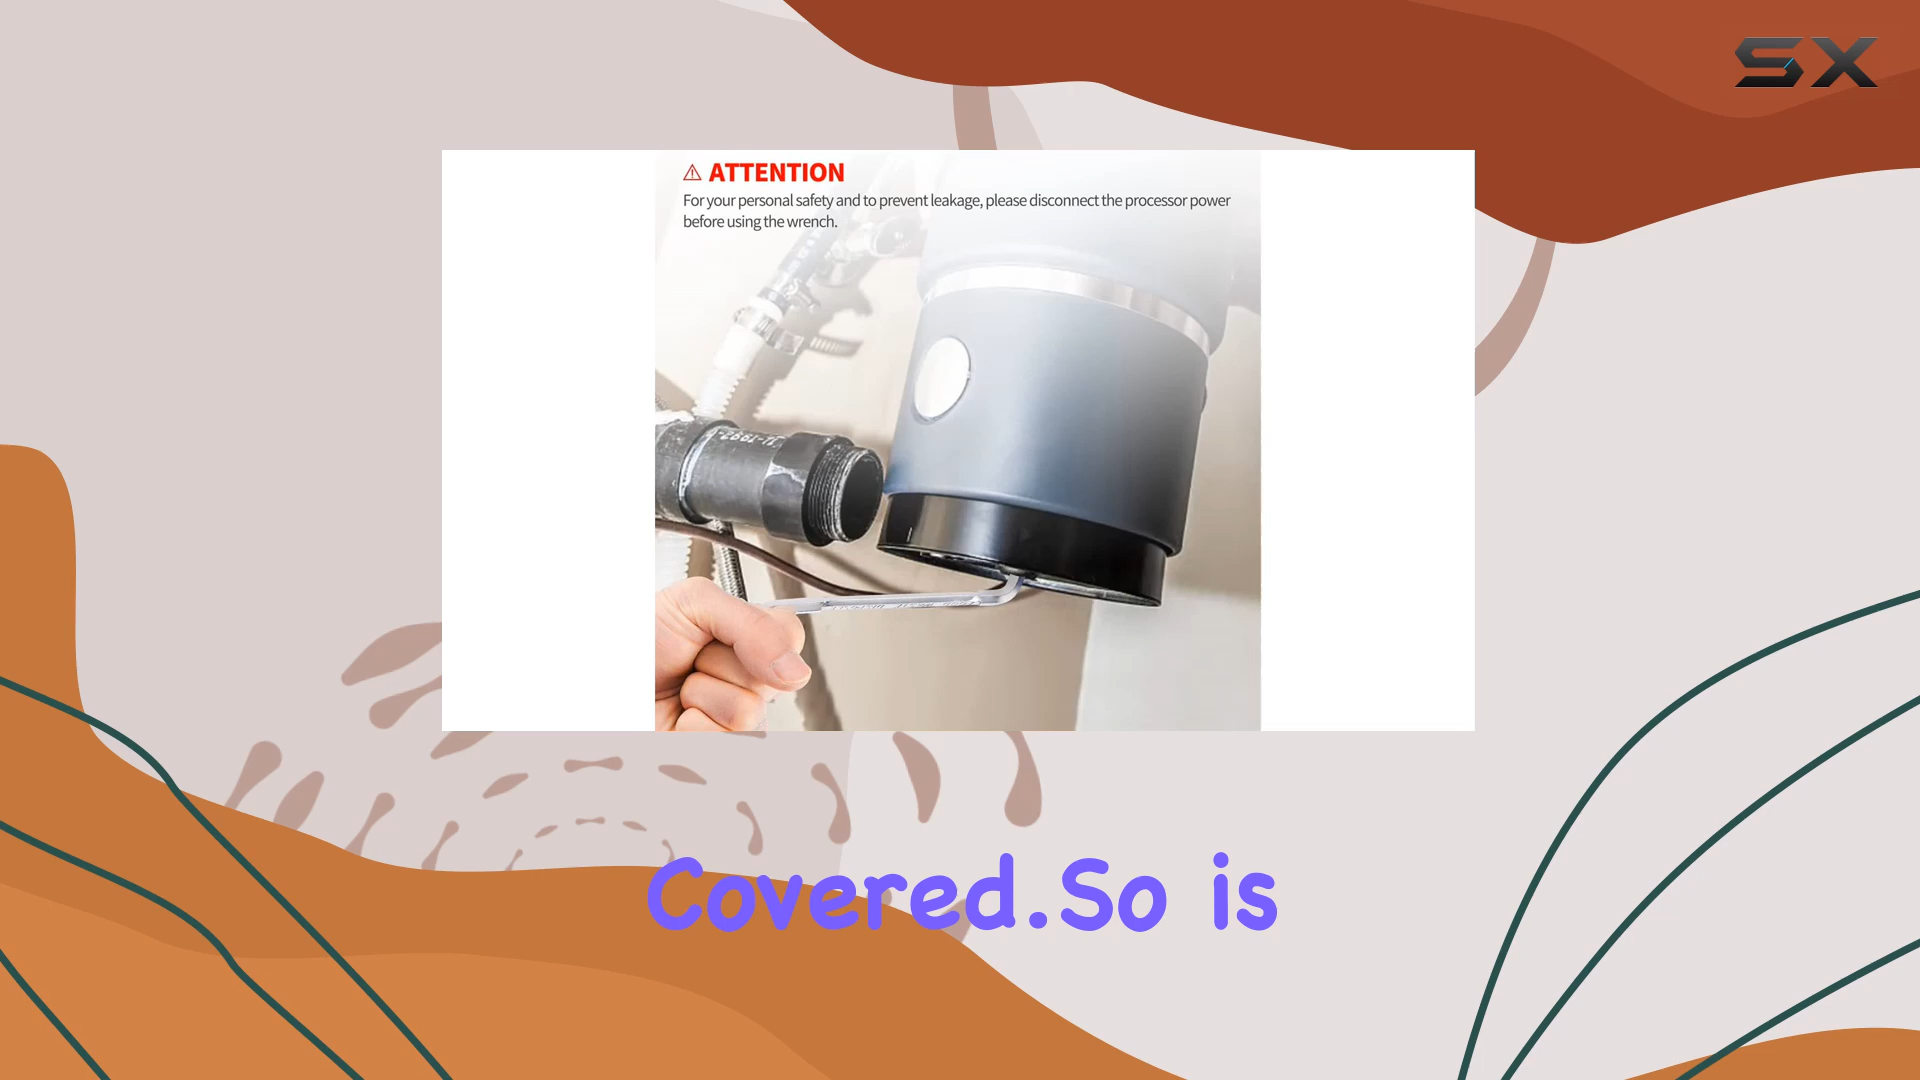 SX
⚠ ATTENTION
For your personal safety and to prevent leakage, please disconnect the processor power
before using the wrench.
Covered.So is